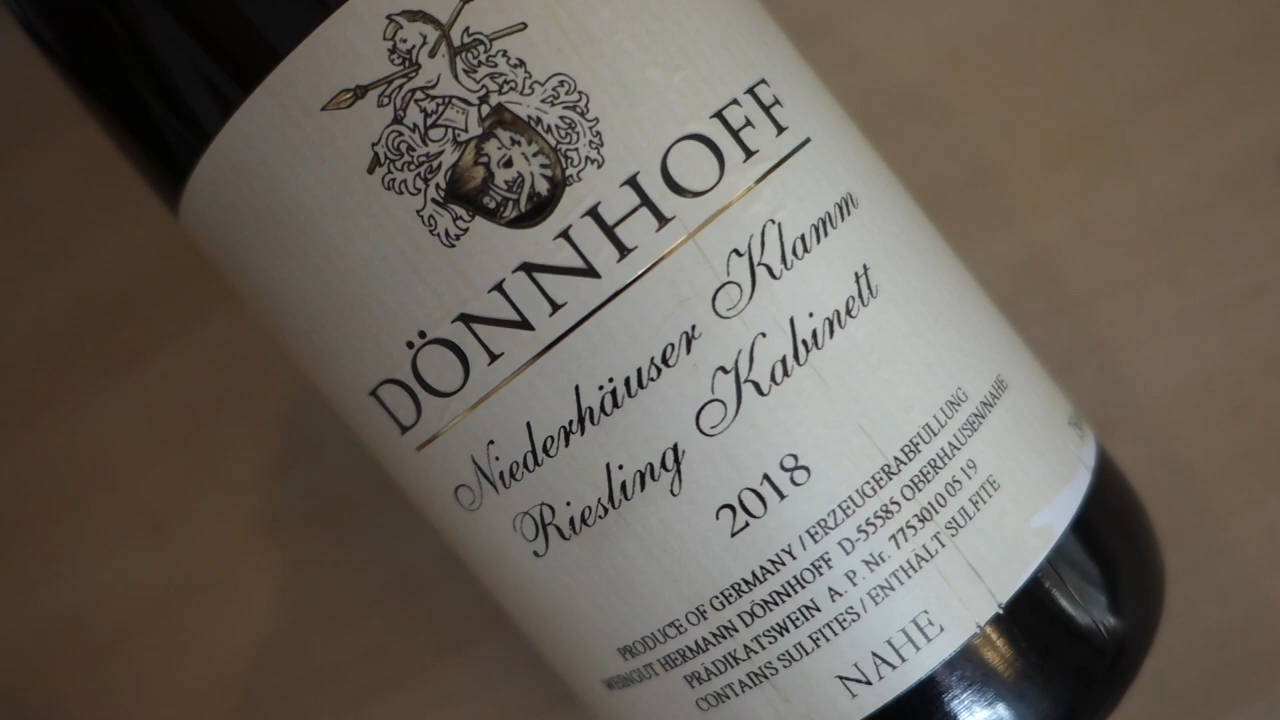 DÖNNHOFF
Niederhäuser Klamm
Riesling Kabinett
2018
PRODUCE OF GERMANY / ERZEUGERABFÜLLUNG
WEINGUT HERMANN DÖNNHOFF D-55585 OBERHAUSEN/NAHE
PRÄDIKATSWEIN A. P. Nr. 7753010 05 19
CONTAINS SULFITES / ENTHÄLT SULFITE
NAHE